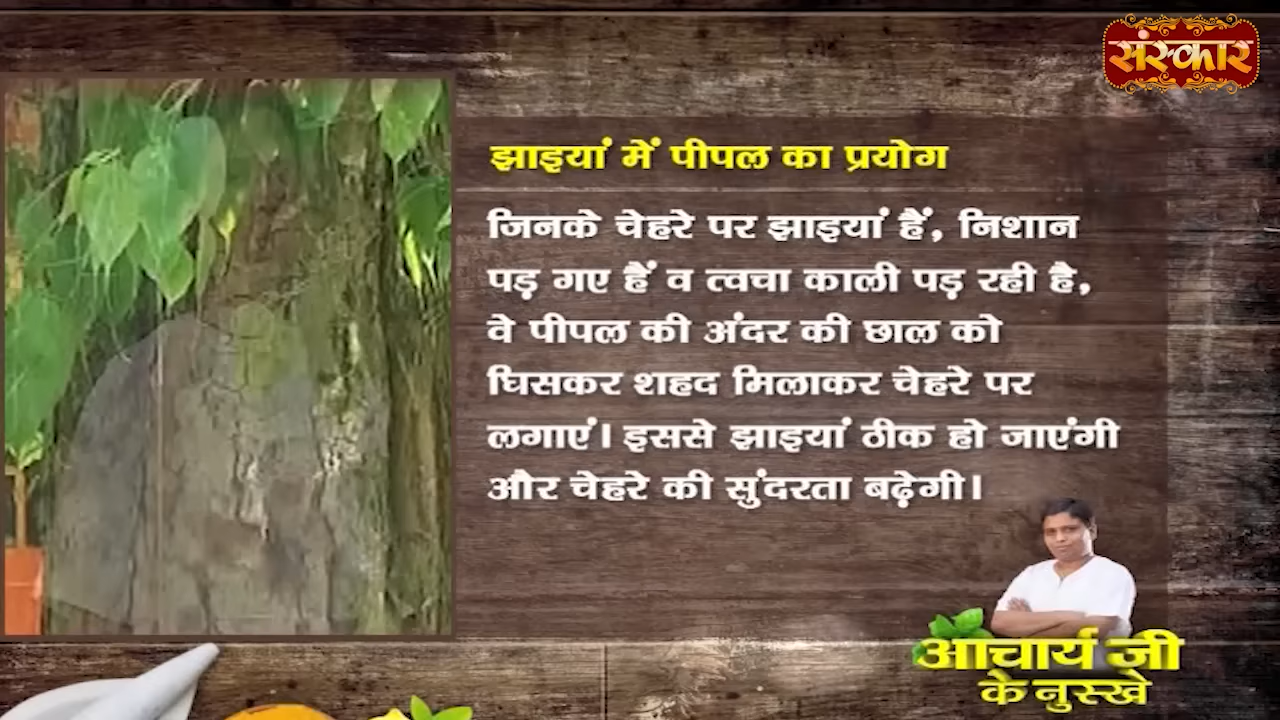 संस्कार
झाइयां में पीपल का प्रयोग
जिनके चेहरे पर झाइयां हैं, निशान
पड़ गए हैं व त्वचा काली पड़ रही है,
वे पीपल की अंदर की छाल को
घिसकर शहद मिलाकर चेहरे पर
लगाएं। इससे झाइयां ठीक हो जाएंगी
और चेहरे की सुंदरता बढ़ेगी।
आचार्य जी
के नुस्खे